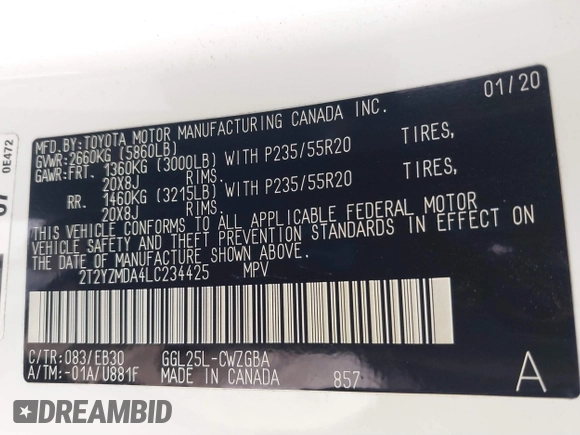 01/20
MFD.BY:TOYOTA MOTOR MANUFACTURING CANADA INC.
GVWR:2660KG (5860LB)
GAWR:FRT. 1360KG (3000LB) WITH P235/55R20 TIRES,
20X8J RIMS.
RR. 1460KG (3215LB) WITH P235/55R20 TIRES,
20X8J RIMS.
THIS VEHICLE CONFORMS TO ALL APPLICABLE FEDERAL MOTOR
VEHICLE SAFETY AND THEFT PREVENTION STANDARDS IN EFFECT ON
THE DATE OF MANUFACTURE SHOWN ABOVE.
2T2YZMDA4LC234425 MPV
C/TR:083/EB30 GGL25L-CWZGBA
A/TM:-01A/U881F MADE IN CANADA 857 A
0E472
DREAMBID